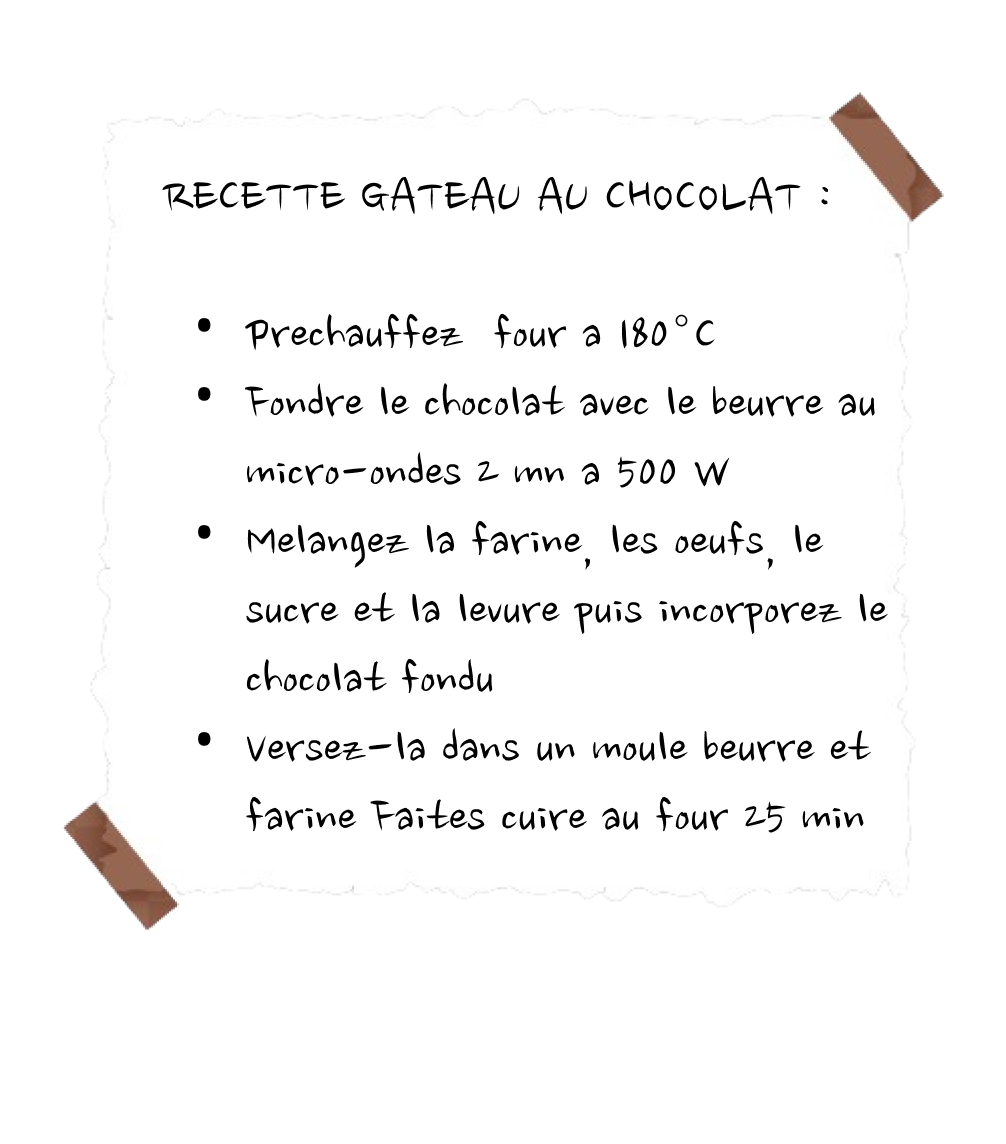 RECETTE GATEAU AU CHOCOLAT :
• Prechauffez four a 180°C
• Fondre le chocolat avec le beurre au
micro-ondes 2 mn a 500 W
• Melangez la farine, les oeufs, le
sucre et la levure puis incorporez le
chocolat fondu
• Versez-la dans un moule beurre et
farine Faites cuire au four 25 min